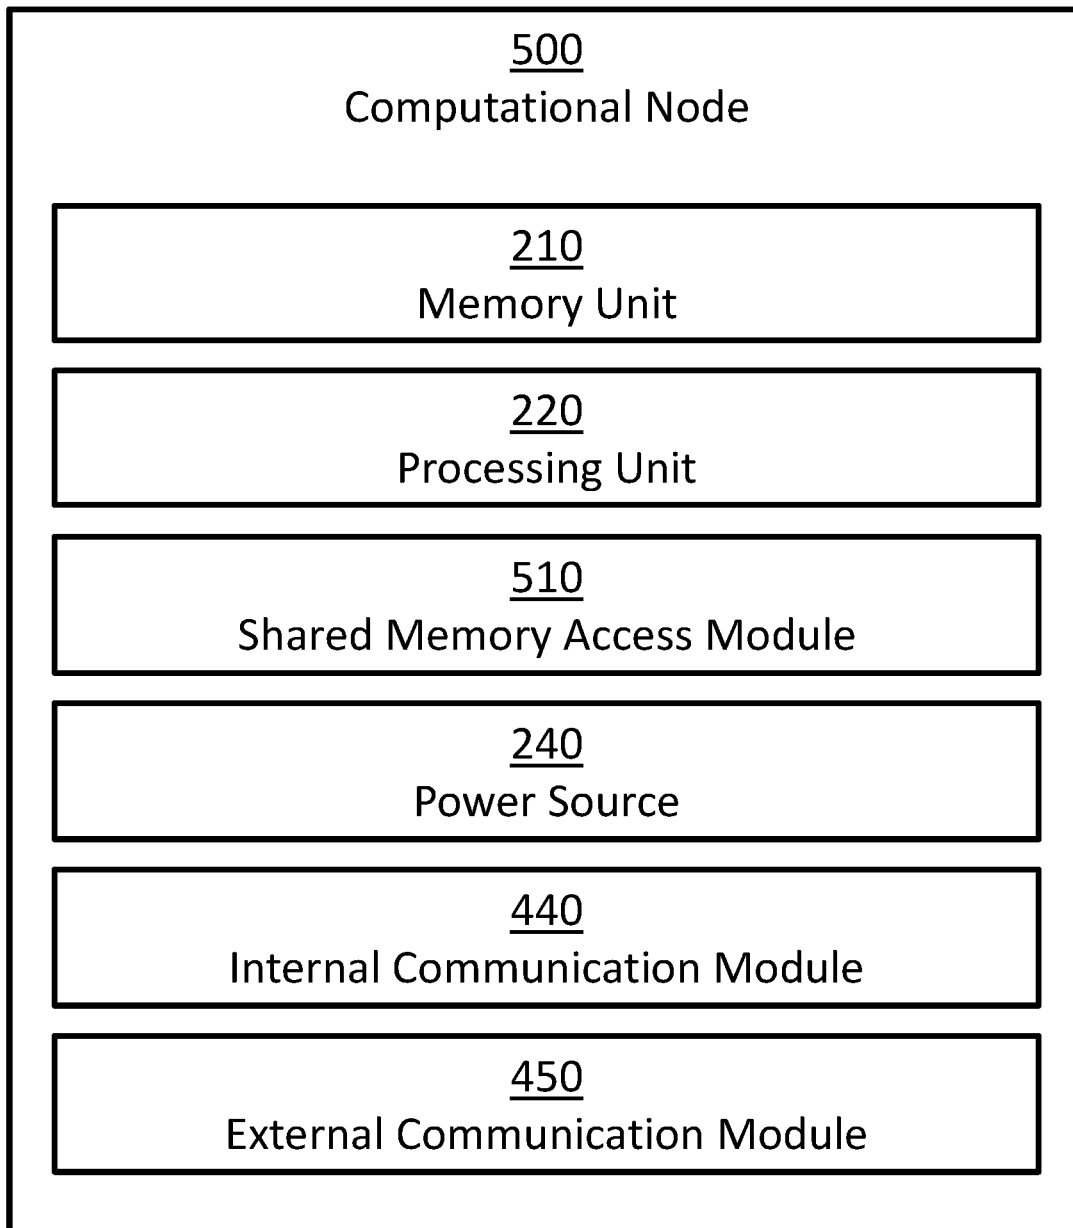 500
Computational Node
210
Memory Unit
220
Processing Unit
510
Shared Memory Access Module
240
Power Source
440
Internal Communication Module
450
External Communication Module